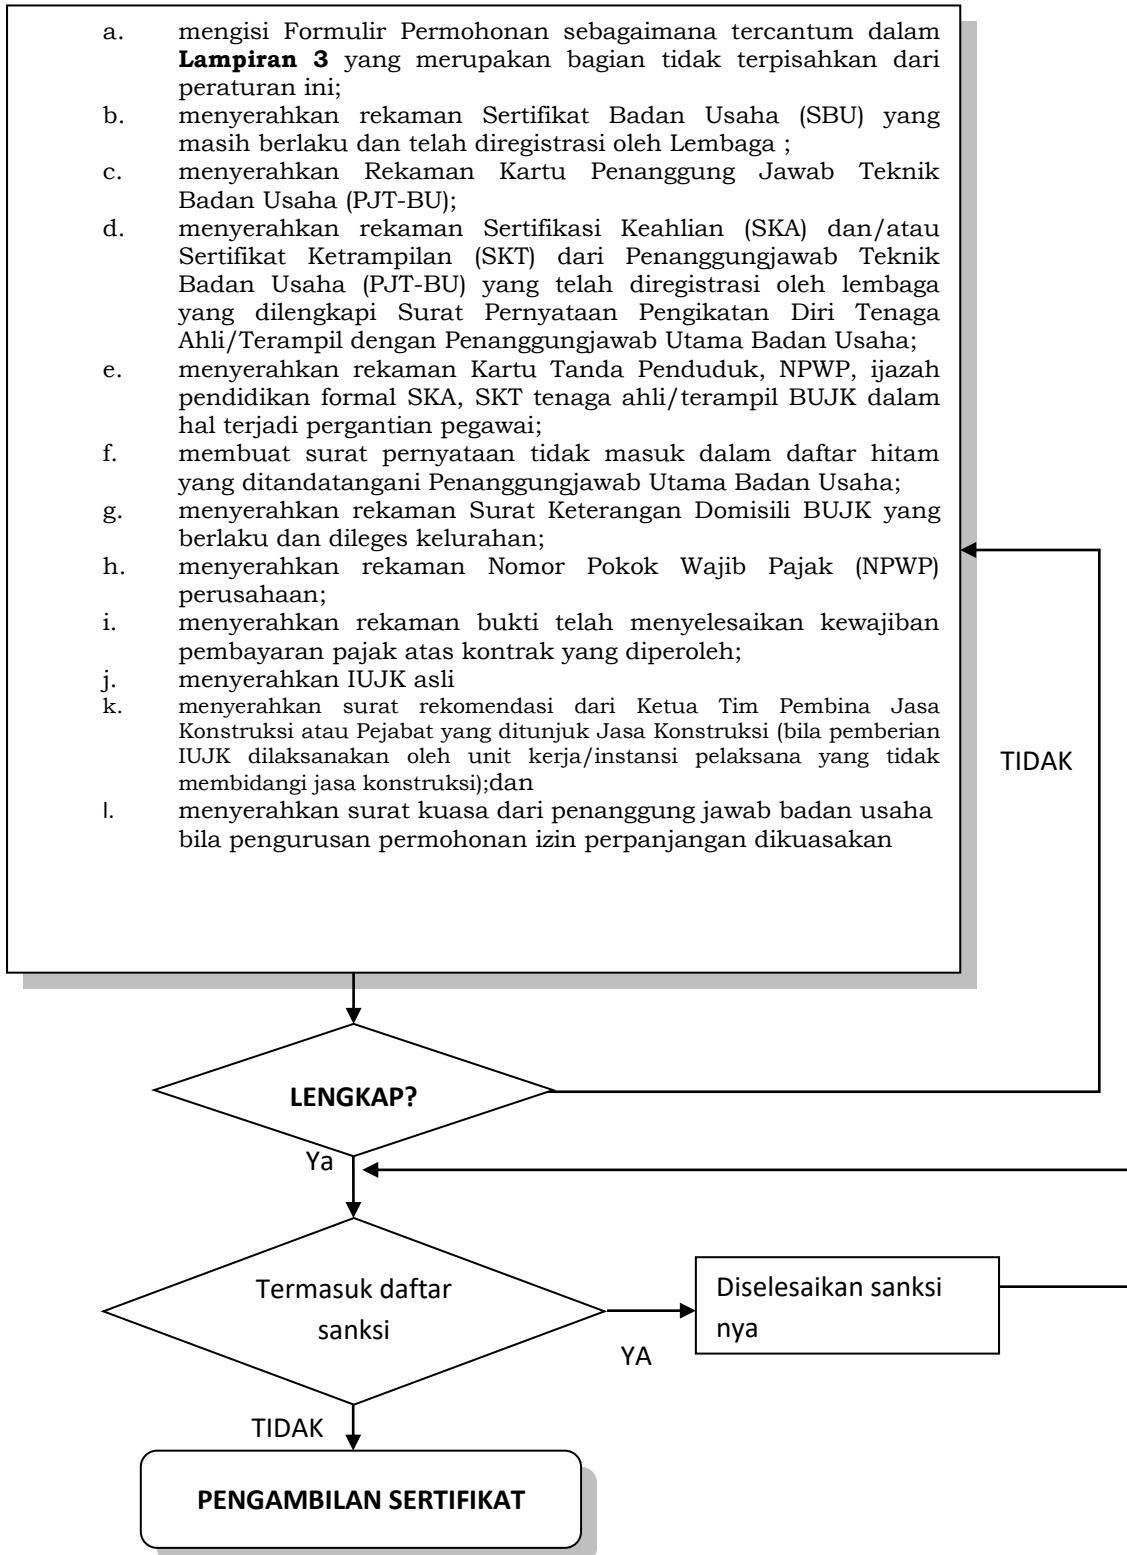 a. mengisi Formulir Permohonan sebagaimana tercantum dalam
Lampiran 3 yang merupakan bagian tidak terpisahkan dari
peraturan ini;
b. menyerahkan rekaman Sertifikat Badan Usaha (SBU) yang
masih berlaku dan telah diregistrasi oleh Lembaga ;
c. menyerahkan Rekaman Kartu Penanggung Jawab Teknik
Badan Usaha (PJT-BU);
d. menyerahkan rekaman Sertifikasi Keahlian (SKA) dan/atau
Sertifikat Ketrampilan (SKT) dari Penanggungjawab Teknik
Badan Usaha (PJT-BU) yang telah diregistrasi oleh lembaga
yang dilengkapi Surat Pernyataan Pengikatan Diri Tenaga
Ahli/Terampil dengan Penanggungjawab Utama Badan Usaha;
e. menyerahkan rekaman Kartu Tanda Penduduk, NPWP, ijazah
pendidikan formal SKA, SKT tenaga ahli/terampil BUJK dalam
hal terjadi pergantian pegawai;
f. membuat surat pernyataan tidak masuk dalam daftar hitam
yang ditandatangani Penanggungjawab Utama Badan Usaha;
g. menyerahkan rekaman Surat Keterangan Domisili BUJK yang
berlaku dan dileges kelurahan;
h. menyerahkan rekaman Nomor Pokok Wajib Pajak (NPWP)
perusahaan;
i. menyerahkan rekaman bukti telah menyelesaikan kewajiban
pembayaran pajak atas kontrak yang diperoleh;
j. menyerahkan IUJK asli
k. menyerahkan surat rekomendasi dari Ketua Tim Pembina Jasa
Konstruksi atau Pejabat yang ditunjuk Jasa Konstruksi (bila pemberian
IUJK dilaksanakan oleh unit kerja/instansi pelaksana yang tidak
membidangi jasa konstruksi);dan
l. menyerahkan surat kuasa dari penanggung jawab badan usaha
bila pengurusan permohonan izin perpanjangan dikuasakan
TIDAK
LENGKAP?
Ya
Termasuk daftar
sanksi
YA
Diselesaikan sanksi
nya
TIDAK
PENGAMBILAN SERTIFIKAT